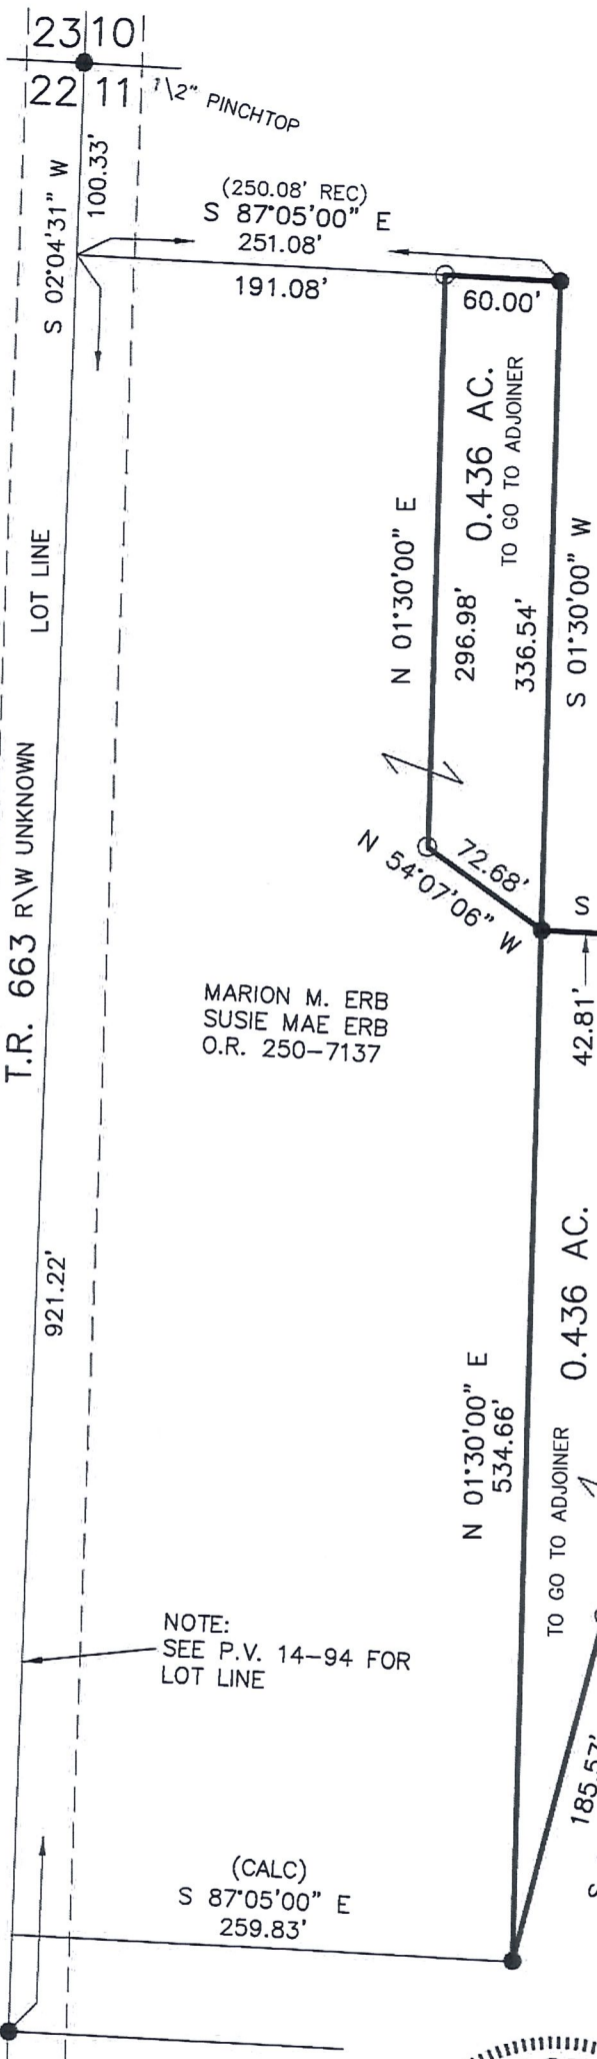 23 10
22 11
1\2" PINCHTOP
S 02°04'31" W
100.33'
(250.08' REC)
S 87°05'00" E
251.08'
191.08'
60.00'
0.436 AC.
TO GO TO ADJOINER
N 01°30'00" E
296.98'
336.54'
S 01°30'00" W
LOT LINE
T.R. 663 R\W UNKNOWN
72.68'
N 54°07'06" W
S
42.81'
MARION M. ERB
SUSIE MAE ERB
O.R. 250-7137
921.22'
0.436 AC.
TO GO TO ADJOINER
N 01°30'00" E
534.66'
NOTE:
SEE P.V. 14-94 FOR
LOT LINE
185.57'
S
(CALC)
S 87°05'00" E
259.83'